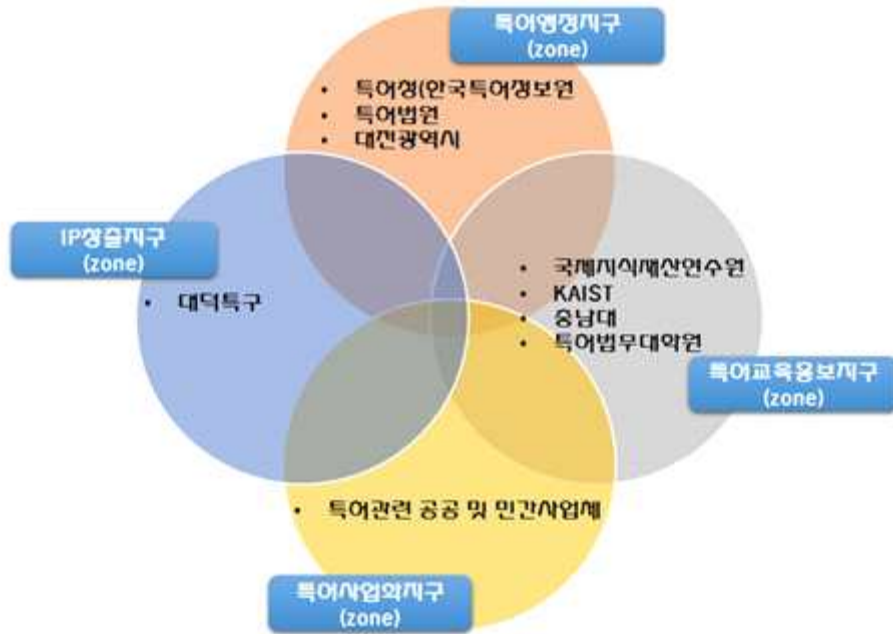 특허행정지구
(zone)
• 특허청(한국특허정보원
• 특허법원
• 대전광역시
IP창출지구
(zone)
• 대덕특구
• 국제지식재산연수원
• KAIST
• 충남대
• 특허법무대학원
특허교육홍보지구
(zone)
• 특허관련 공공 및 민간사업체
특허사업화지구
(zone)